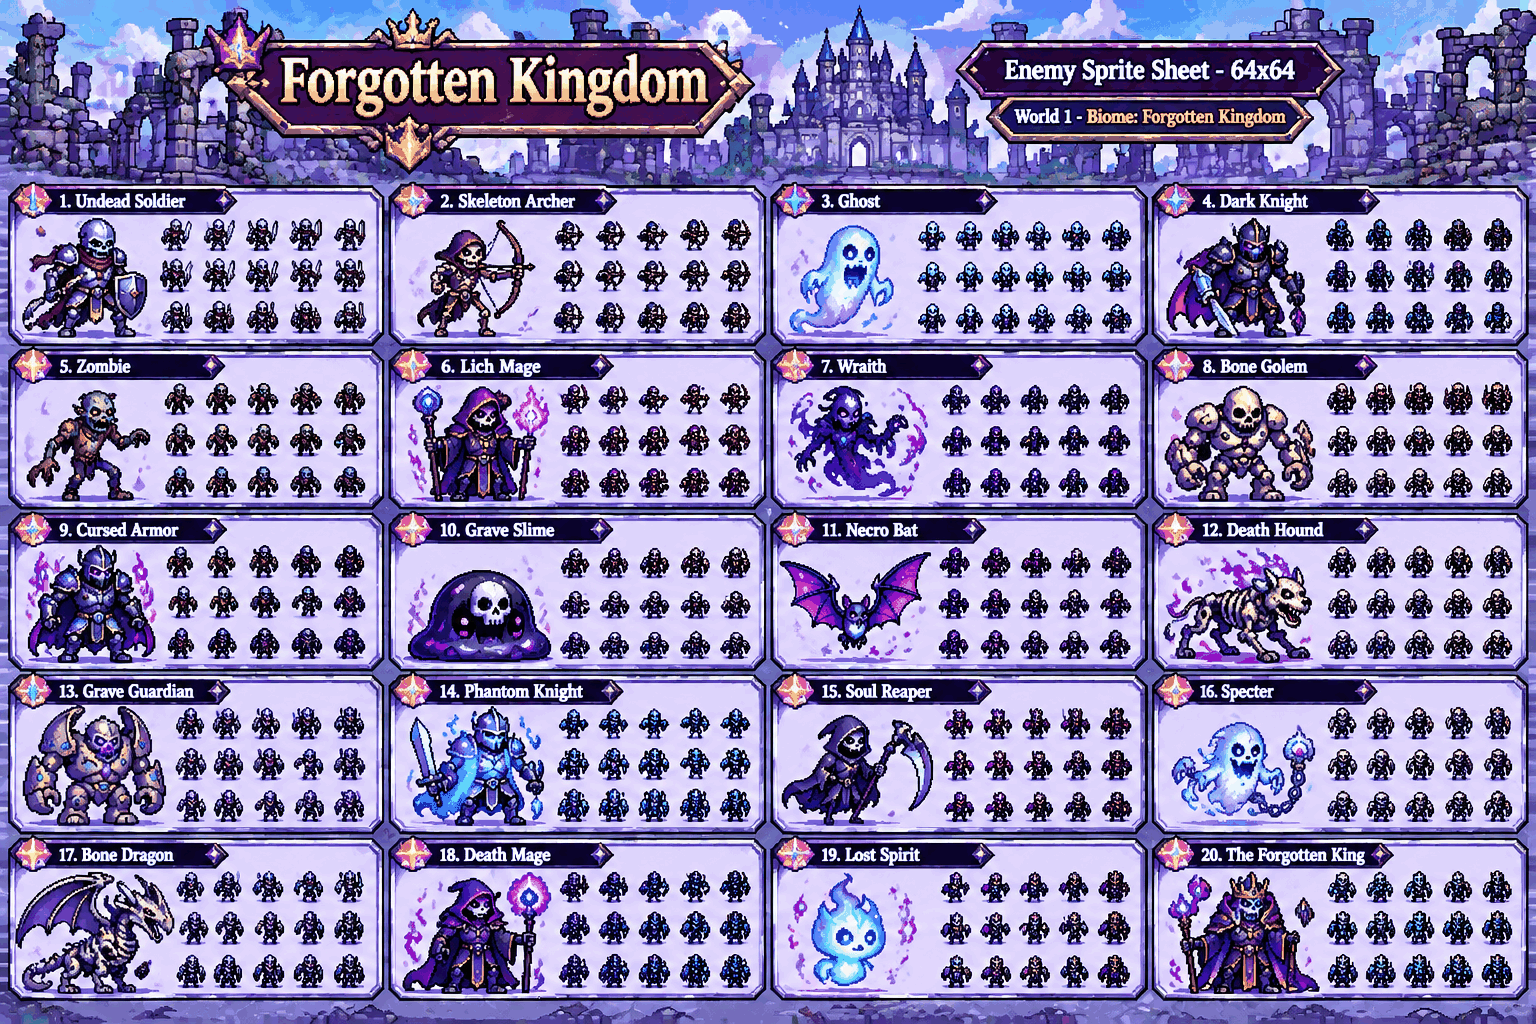 Forgotten Kingdom
Enemy Sprite Sheet - 64x64
World 1 - Biome: Forgotten Kingdom
1. Undead Soldier
2. Skeleton Archer
3. Ghost
4. Dark Knight
5. Zombie
6. Lich Mage
7. Wraith
8. Bone Golem
9. Cursed Armor
10. Grave Slime
11. Necro Bat
12. Death Hound
13. Grave Guardian
14. Phantom Knight
15. Soul Reaper
16. Specter
17. Bone Dragon
18. Death Mage
19. Lost Spirit
20. The Forgotten King